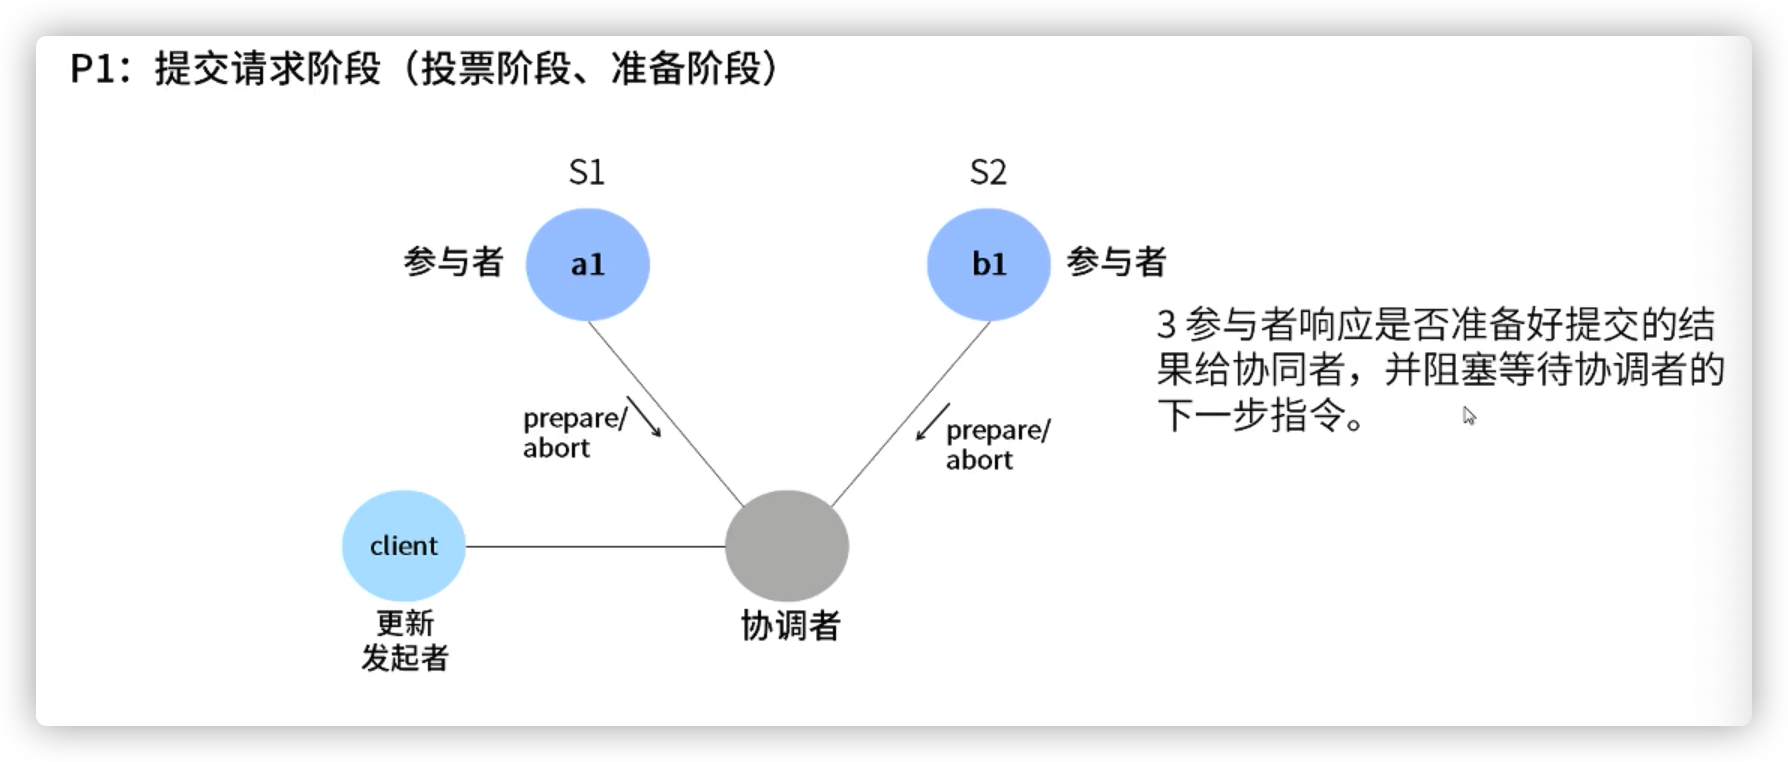 P1：提交请求阶段（投票阶段、准备阶段）
S1
S2
参与者
a1
b1
参与者
3 参与者响应是否准备好提交的结
果给协同者，并阻塞等待协调者的
下一步指令。
prepare/
abort
prepare/
abort
client
更新
发起者
协调者